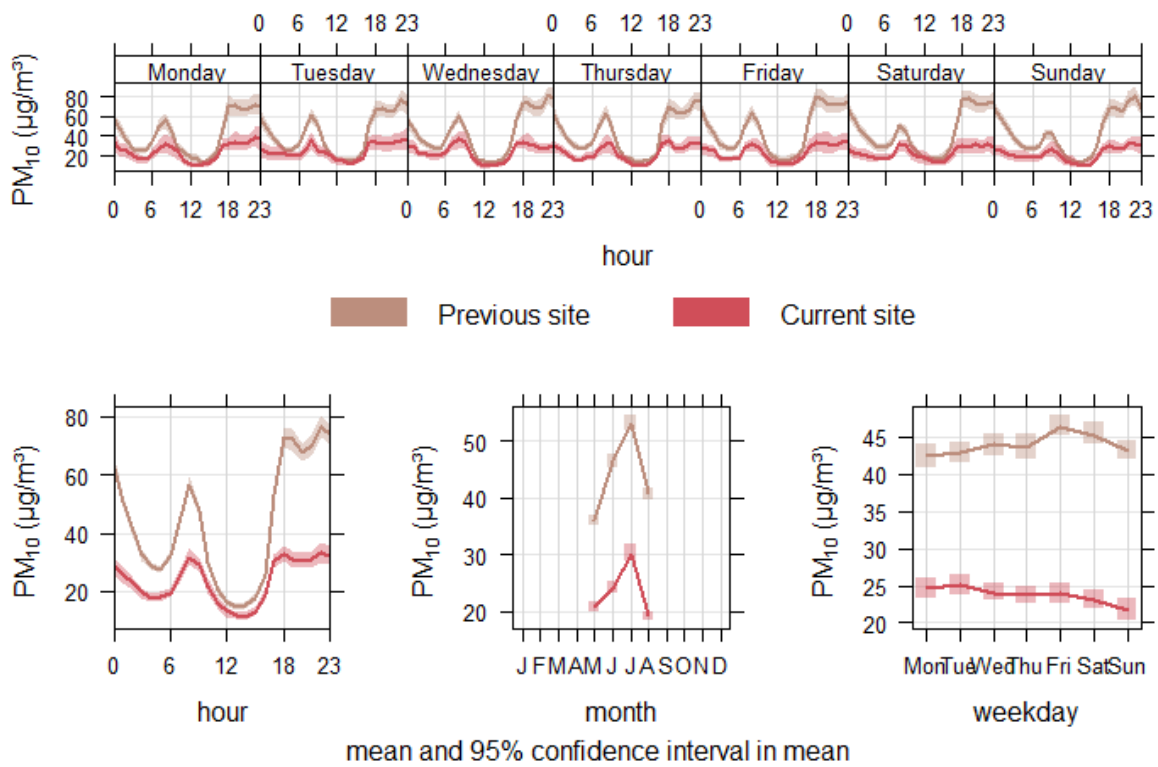 0 6 12 18 23 0 6 12 18 23 0 6 12 18 23
Monday Tuesday Wednesday Thursday Friday Saturday Sunday
PM10 (µg/m³)
80
60
40
20
0 6 12 18 23 0 6 12 18 23 0 6 12 18 23 0 6 12 18 23
hour
Previous site Current site
PM10 (µg/m³)
80
60
40
20
0 6 12 18 23
hour
PM10 (µg/m³)
50
40
30
20
J F M A M J J A S O N D
month
PM10 (µg/m³)
45
40
35
30
25
20
Mon Tue Wed Thu Fri Sat Sun
weekday
mean and 95% confidence interval in mean